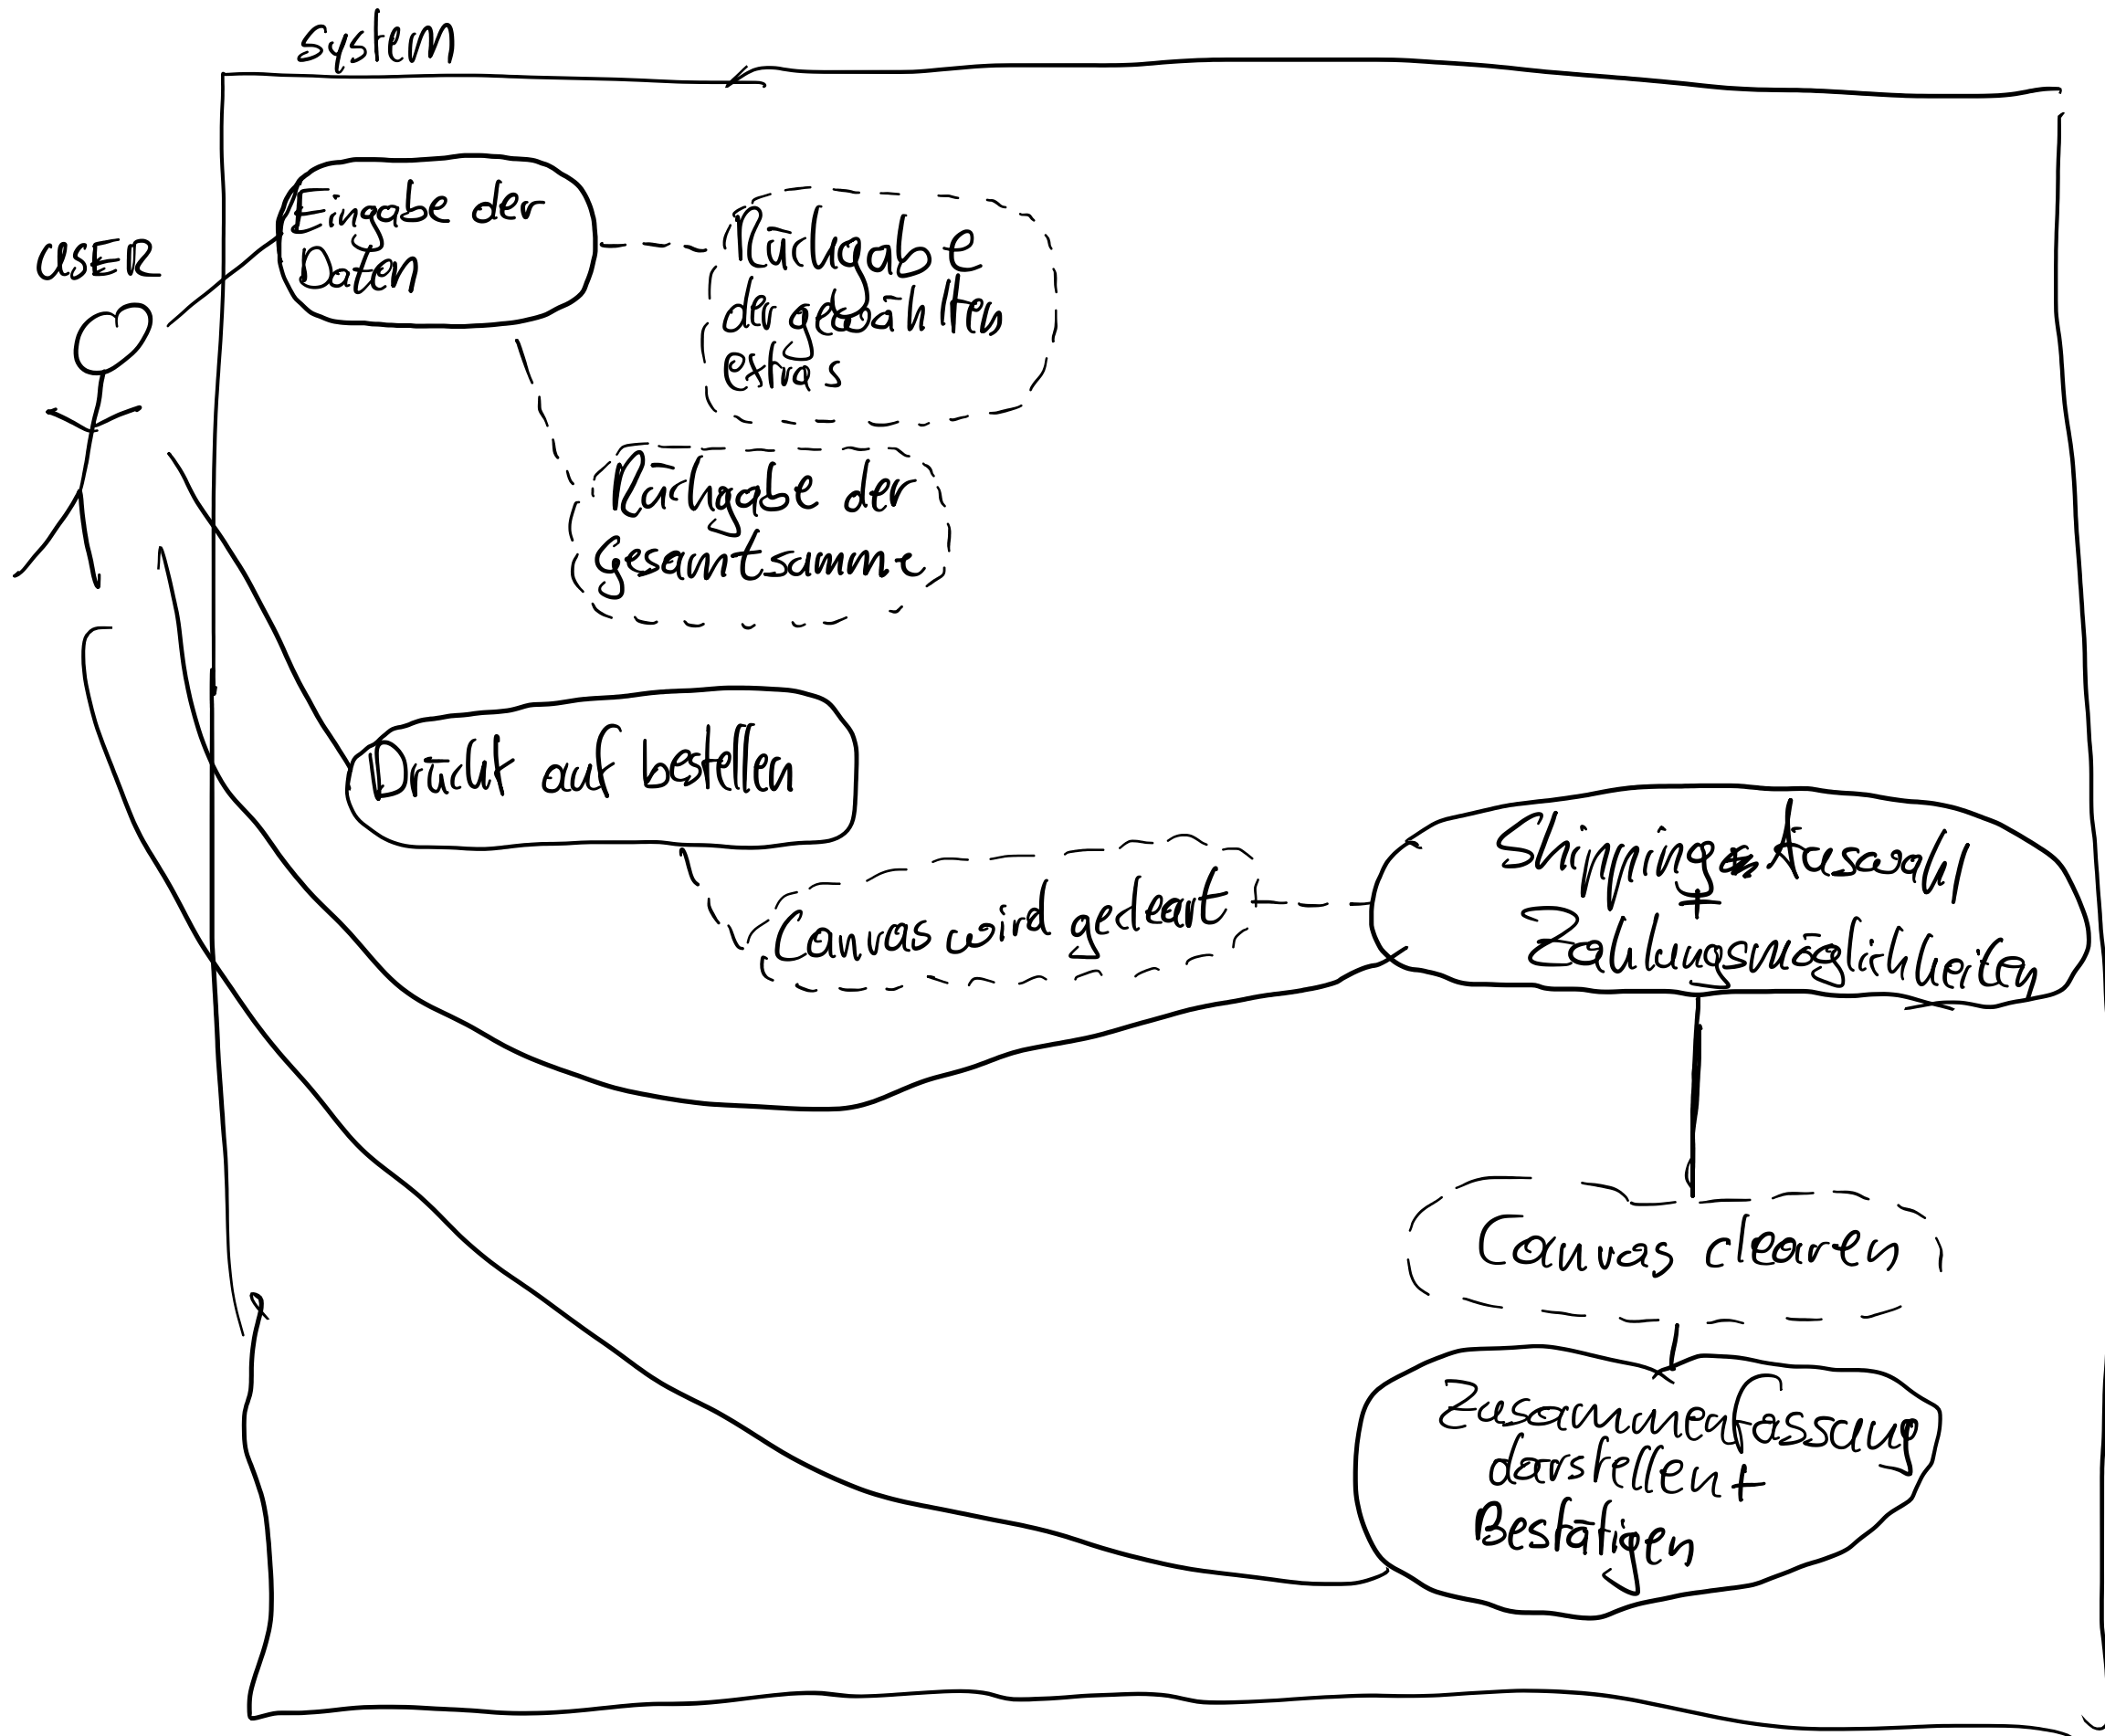 system
USER
Eingabe der
Daten
Rückgabe
der gewählten
extras
Rückgabe der
Gesamtsumme
Drückt auf bestellen
Canvas wird geleart
Shipping Auswahl
+
Zahlungsmöglichkeiten
Canvas clearen
Zusammenfassung
darstellen +
Bestätigen